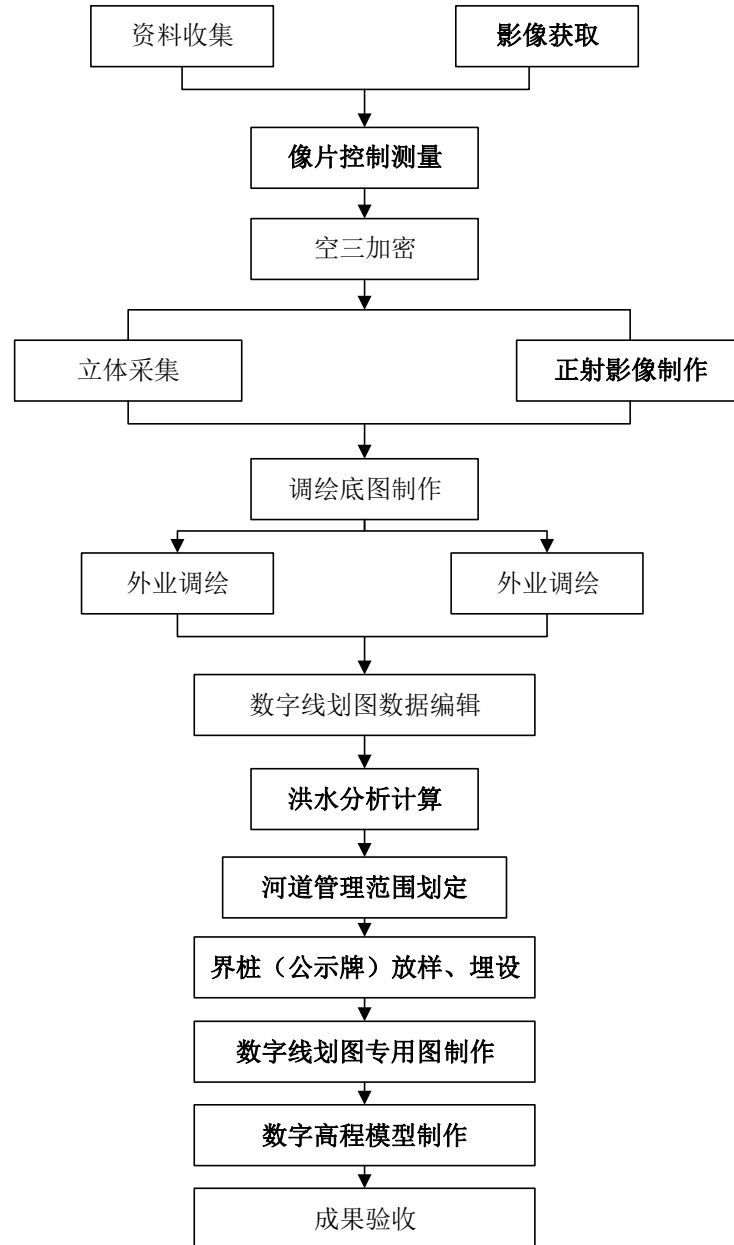 资料收集
影像获取
像片控制测量
空三加密
立体采集
正射影像制作
调绘底图制作
外业调绘
外业调绘
数字线划图数据编辑
洪水分析计算
河道管理范围划定
界桩（公示牌）放样、埋设
数字线划图专用图制作
数字高程模型制作
成果验收